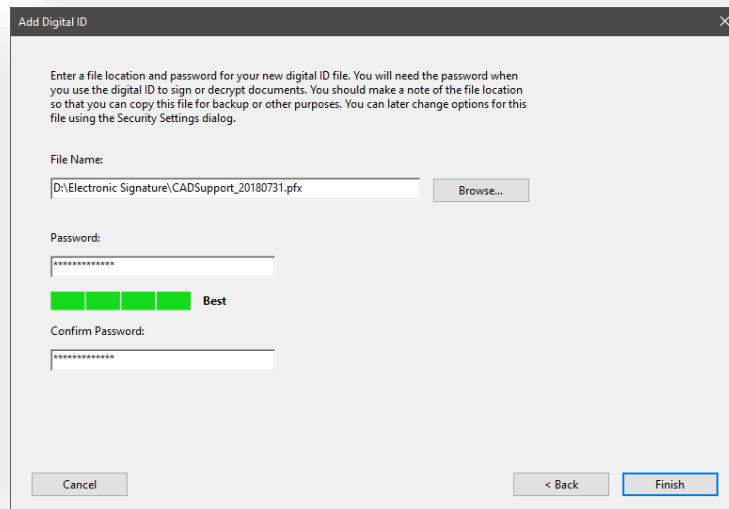 Add Digital ID
Enter a file location and password for your new digital ID file. You will need the password when
you use the digital ID to sign or decrypt documents. You should make a note of the file location
so that you can copy this file for backup or other purposes. You can later change options for this
file using the Security Settings dialog.
File Name:
D:\Electronic Signature\CADSupport_20180731.pfx
Browse...
Password:
*************
Best
Confirm Password:
*************
Cancel
< Back
Finish